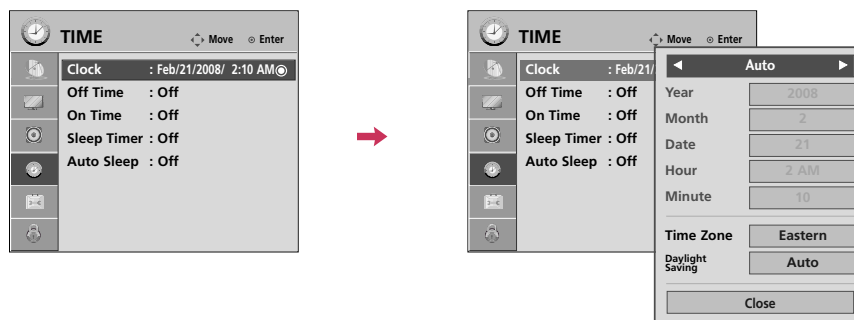 TIME Move Enter
Clock : Feb/21/2008/ 2:10 AM
Off Time : Off
On Time : Off
Sleep Timer : Off
Auto Sleep : Off
TIME Move Enter
Clock : Feb/21/
Off Time : Off
On Time : Off
Sleep Timer : Off
Auto Sleep : Off
◀ Auto ▶
Year 2008
Month 2
Date 21
Hour 2 AM
Minute 10
Time Zone Eastern
Daylight
Saving Auto
Close